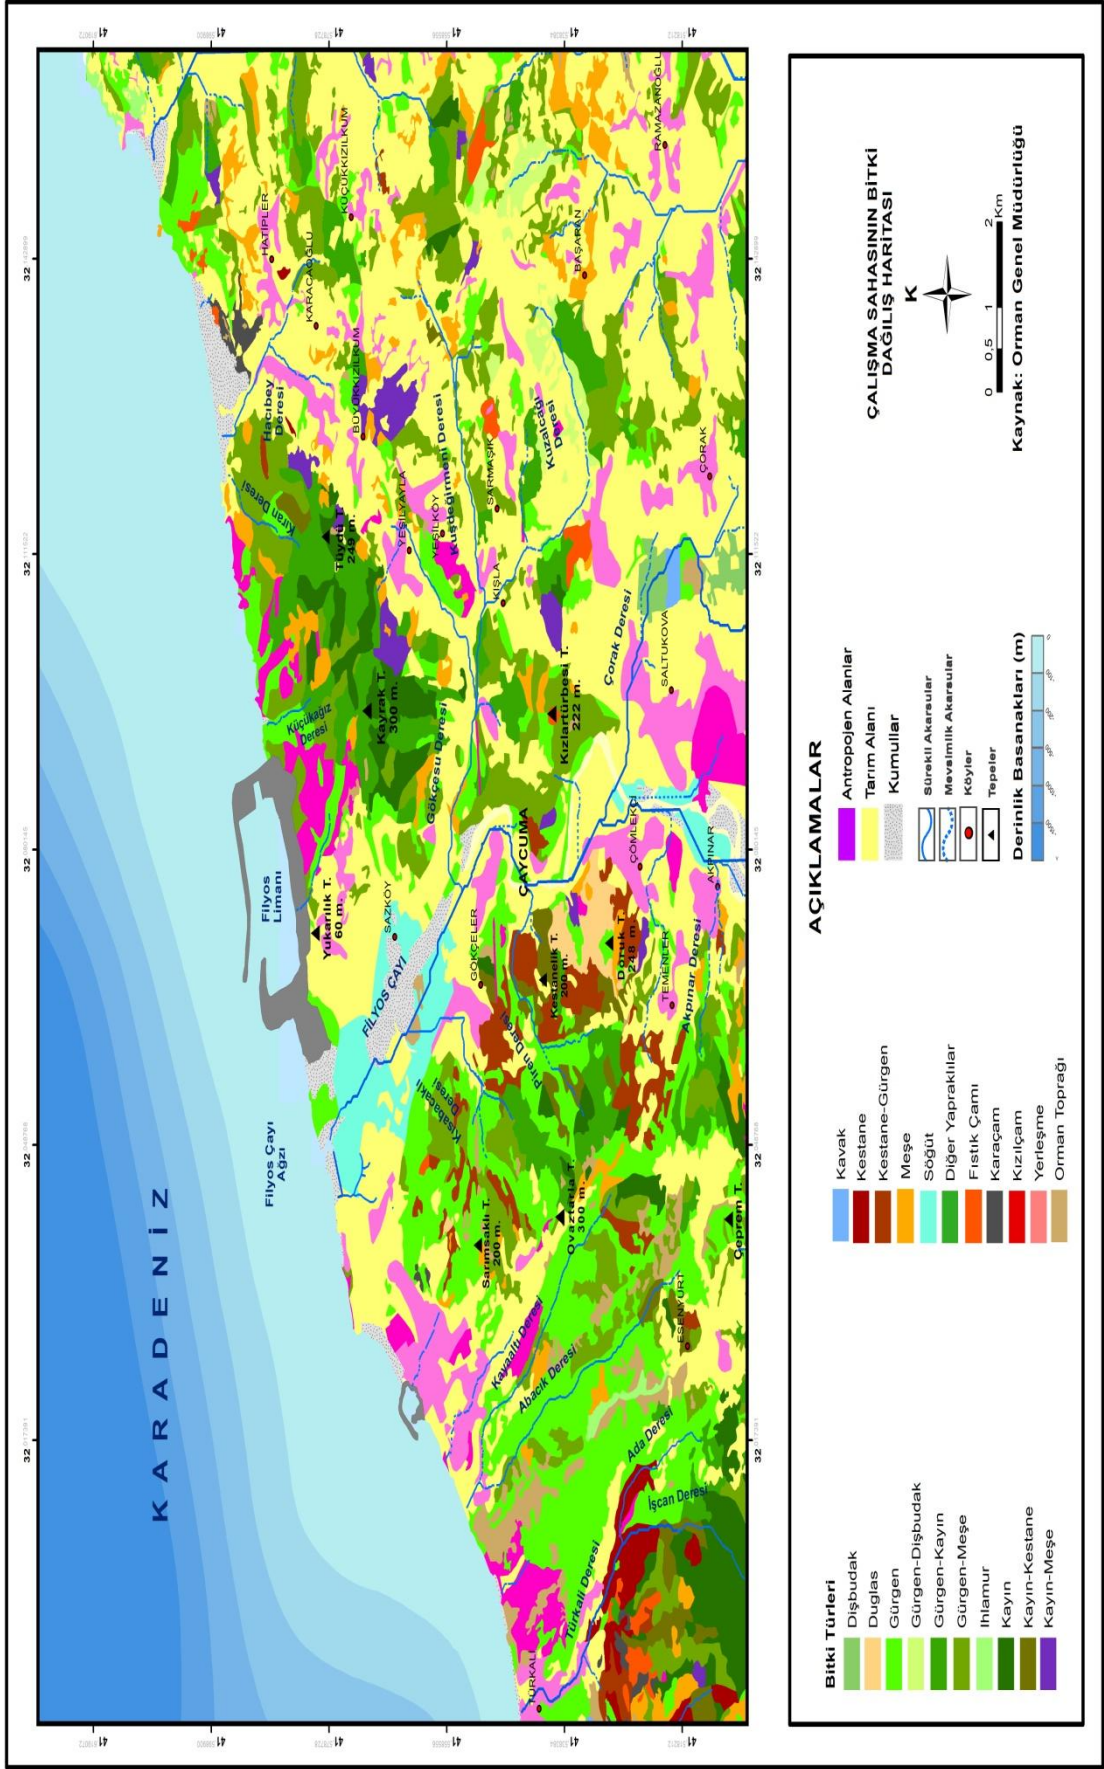 KARADENİZ
Filyos Çayı
Ağzı
Filyos
Limanı
Yukarılık T.
60 m.
SAZKÖY
FİLYOS ÇAYI
Küçükağız
Deresi
Kayrak T.
300 m.
Tüydü T.
249 m.
Kıran Deresi
Hacıbey
Deresi
HATİPLER
KARACAOĞLU
KÜÇÜKKIZILKUM
BÜYÜKKIZILKUM
YEŞİLYAYLA
YEŞİLKÖY
Kuşdeğirmeni Deresi
SARMAŞIK
KIŞLA
Kuzalcağı
Deresi
BAŞARAN
RAMAZANOĞLU
ÇORAK
Gökçesu Deresi
Kızlartürbesi T.
222 m.
Çorak Deresi
SALTUKOVA
ÇAYCUMA
ÇÖMLEKÇİ
AKPINAR
GÖKÇELER
Kestanelik T.
200 m.
Doruk T.
248 m.
TEMENLER
Akpınar Deresi
Piren Deresi
Kısabacaklı
Deresi
Sarımsaklı T.
200 m.
Ovaztarla T.
300 m.
Çeprem T.
ESENYURT
Kayaaltı Deresi
Abacık Deresi
Ada Deresi
İşcan Deresi
Türkali Deresi
TÜRKALİ
AÇIKLAMALAR
Bitki Türleri
Dişbudak
Duglas
Gürgen
Gürgen-Dişbudak
Gürgen-Kayın
Gürgen-Meşe
Ihlamur
Kayın
Kayın-Kestane
Kayın-Meşe
Kavak
Kestane
Kestane-Gürgen
Meşe
Söğüt
Diğer Yapraklılar
Fıstık Çamı
Karaçam
Kızılçam
Yerleşme
Orman Toprağı
Antropojen Alanlar
Tarım Alanı
Kumullar
Sürekli Akarsular
Mevsimlik Akarsular
Köyler
Tepeler
Derinlik Basanakları (m)
ÇALIŞMA SAHASININ BİTKİ
DAĞILIŞ HARİTASI
K
0 0,5 1 2 Km
Kaynak: Orman Genel Müdürlüğü